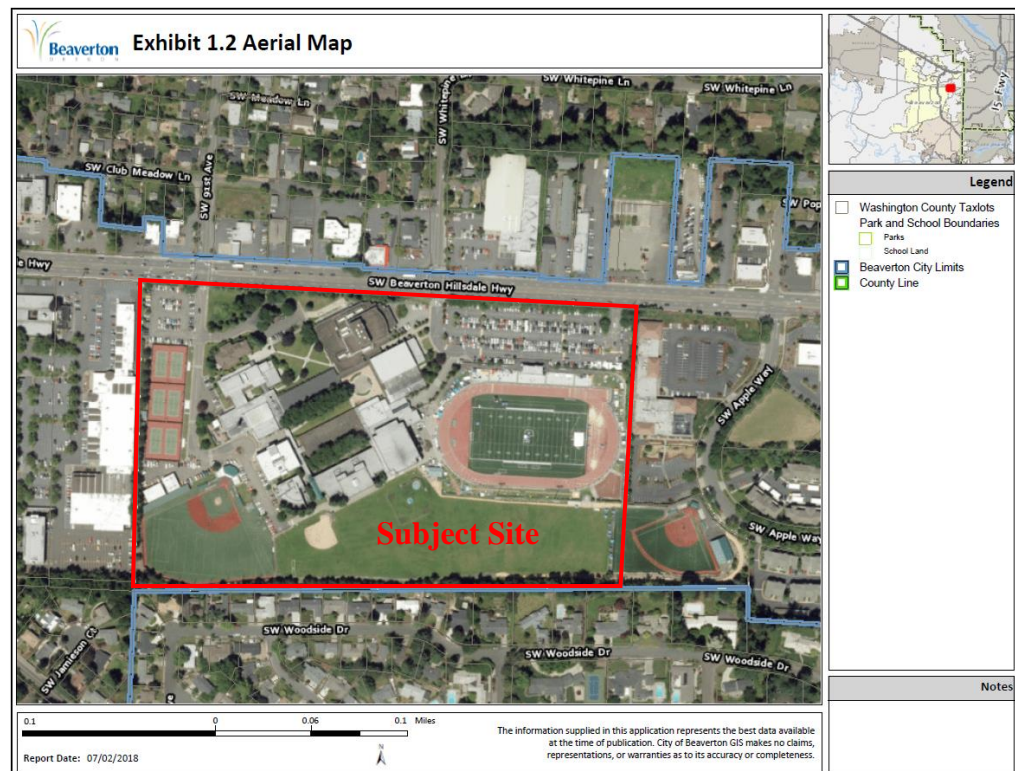 Beaverton
OREGON
Exhibit 1.2 Aerial Map
SW Whitepine Ln
SW Whitepine Ln
SW Meadow Ln
SW Whitepine
SW Club Meadow Ln
SW 91st Ave
SW Pop
le Hwy
SW Beaverton Hillsdale Hwy
SW Apple Way
Subject Site
SW Apple Way
SW Woodside Dr
SW Woodside Dr
SW Woodside Dr
SW Jamieson Ct
I5 Fwy
Legend
Washington County Taxlots
Park and School Boundaries
Parks
School Land
Beaverton City Limits
County Line
Notes
0.1
0
0.06
0.1 Miles
N
Report Date: 07/02/2018
The information supplied in this application represents the best data available
at the time of publication. City of Beaverton GIS makes no claims,
representations, or warranties as to its accuracy or completeness.